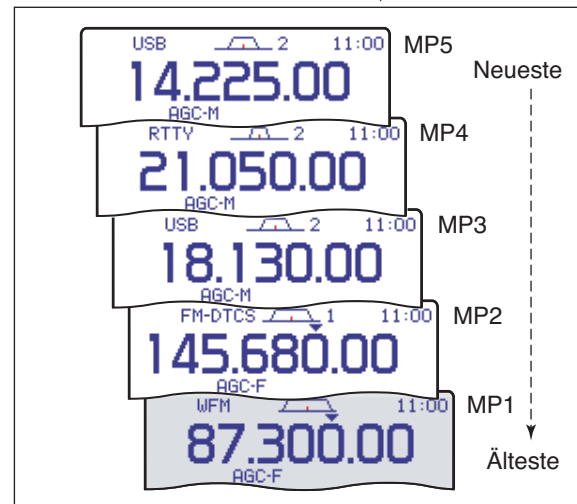 USB 2 11:00 MP5
14.225.00
AGC-M
Neueste
RTTY 2 11:00 MP4
21.050.00
AGC-M
USB 2 11:00 MP3
18.130.00
AGC-M
FM-DTCS 1 11:00 MP2
145.680.00
AGC-F
WFM 11:00 MP1
87.300.00
AGC-F
Älteste